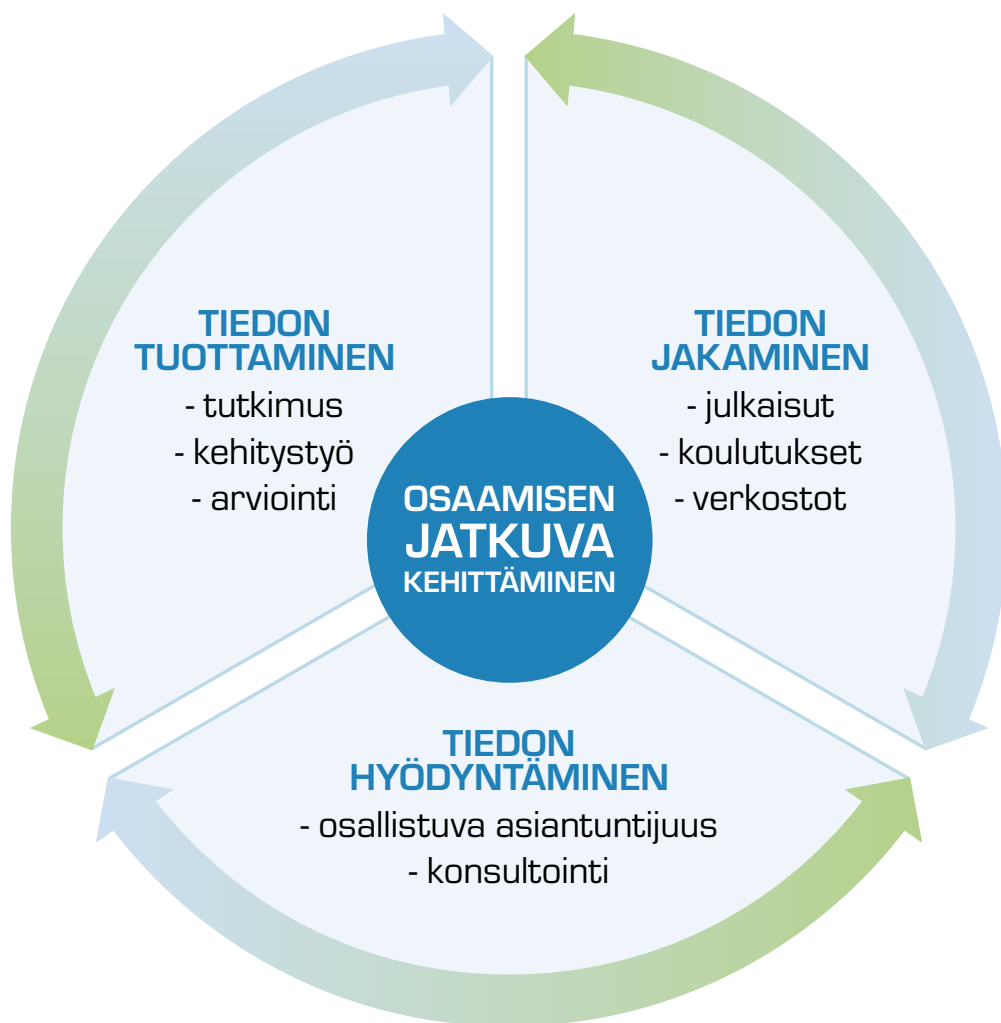 TIEDON
TUOTTAMINEN
- tutkimus
- kehitystyö
- arviointi
TIEDON
JAKAMINEN
- julkaisut
- koulutukset
- verkostot
OSAAMISEN
JATKUVA
KEHITTÄMINEN
TIEDON
HYÖDYNTÄMINEN
- osallistuva asiantuntijuus
- konsultointi